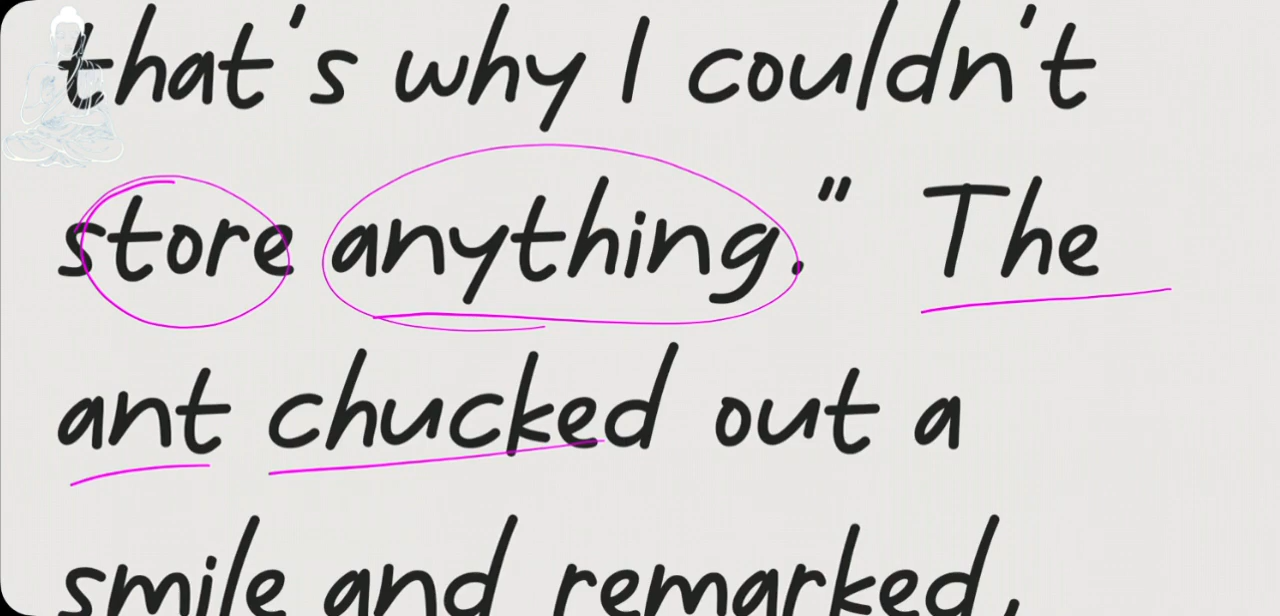 that's why I couldn't
store anything." The
ant chucked out a
smile and remarked,